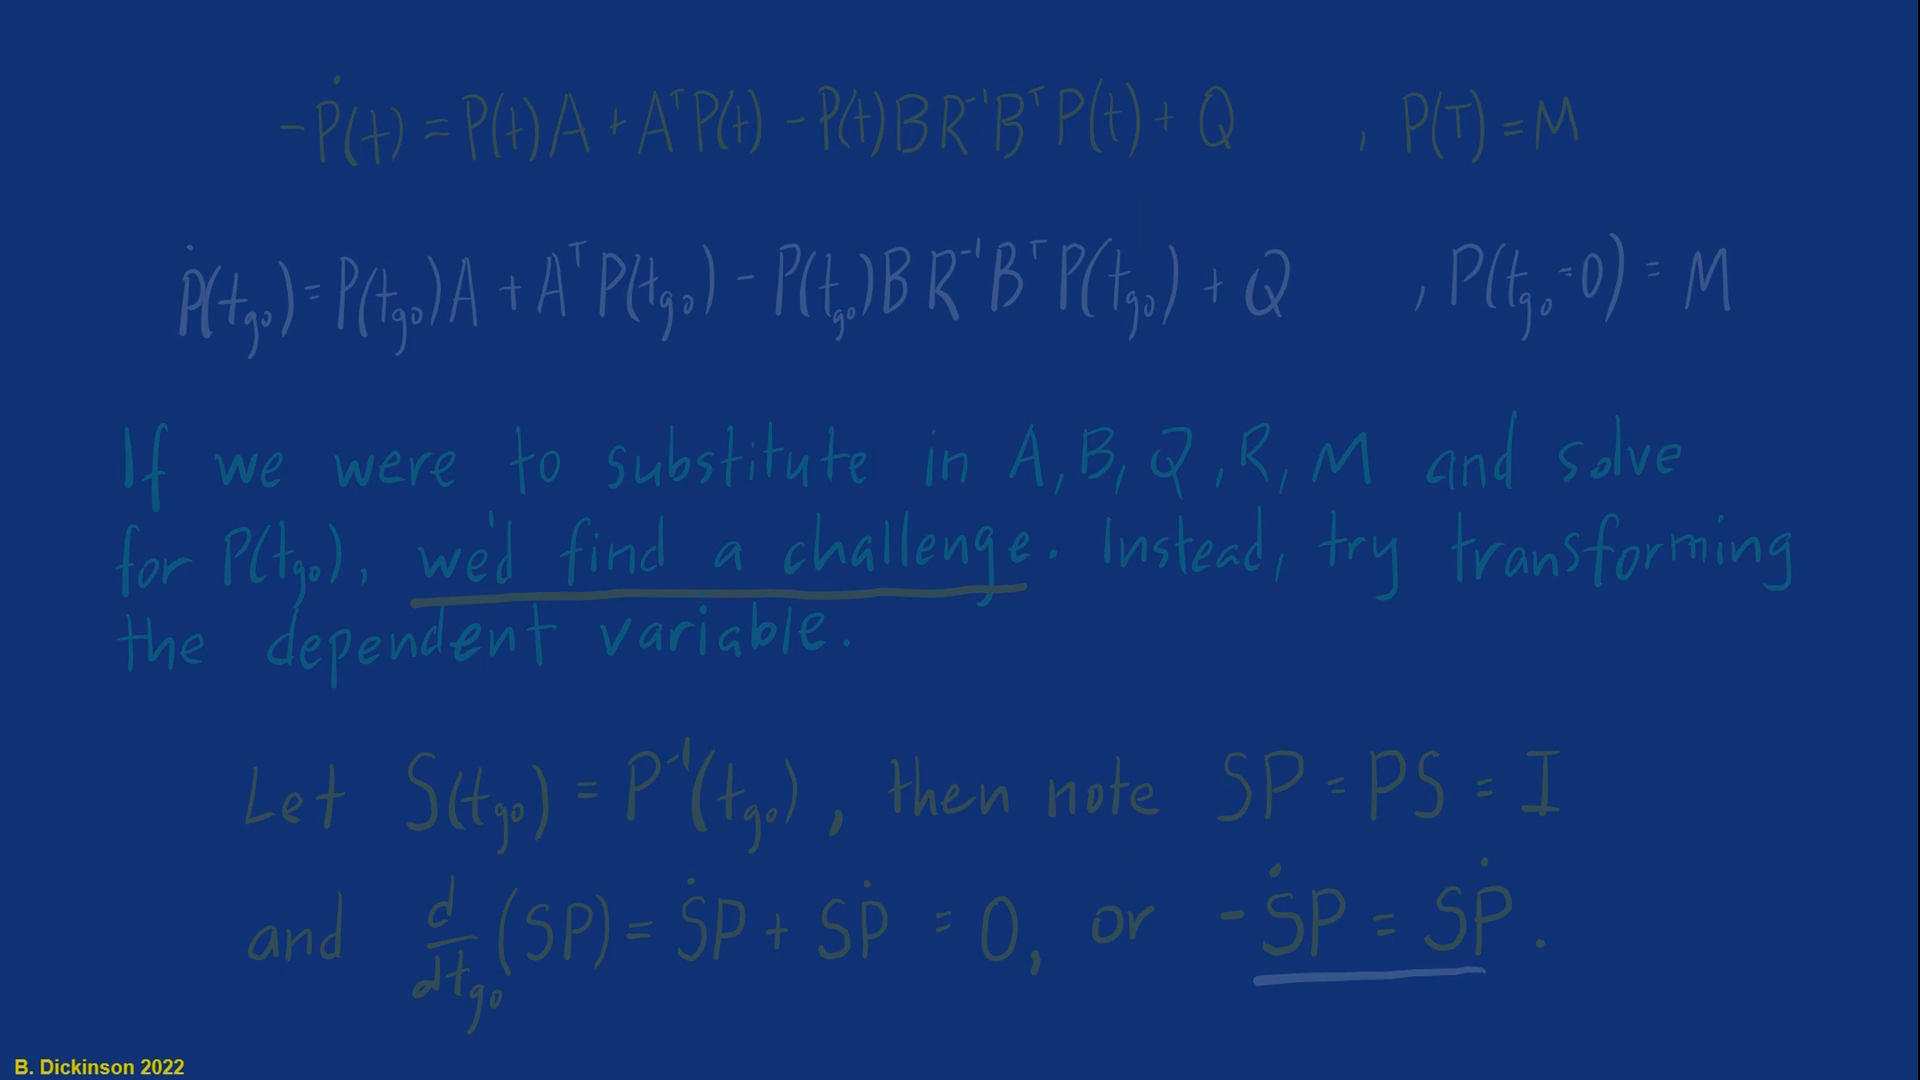 -Ṗ(t) = P(t)A + AᵀP(t) - P(t)BR⁻¹BᵀP(t) + Q , P(T) = M
Ṗ(t_go) = P(t_go)A + AᵀP(t_go) - P(t_go)BR⁻¹BᵀP(t_go) + Q , P(t_go = 0) = M
If we were to substitute in A, B, Q, R, M and solve
for P(t_go), we'd find a challenge. Instead, try transforming
the dependent variable.
Let S(t_go) = P⁻¹(t_go), then note SP = PS = I
and d/dt_go (SP) = ṠP + SṖ = 0, or -ṠP = SṖ.
B. Dickinson 2022